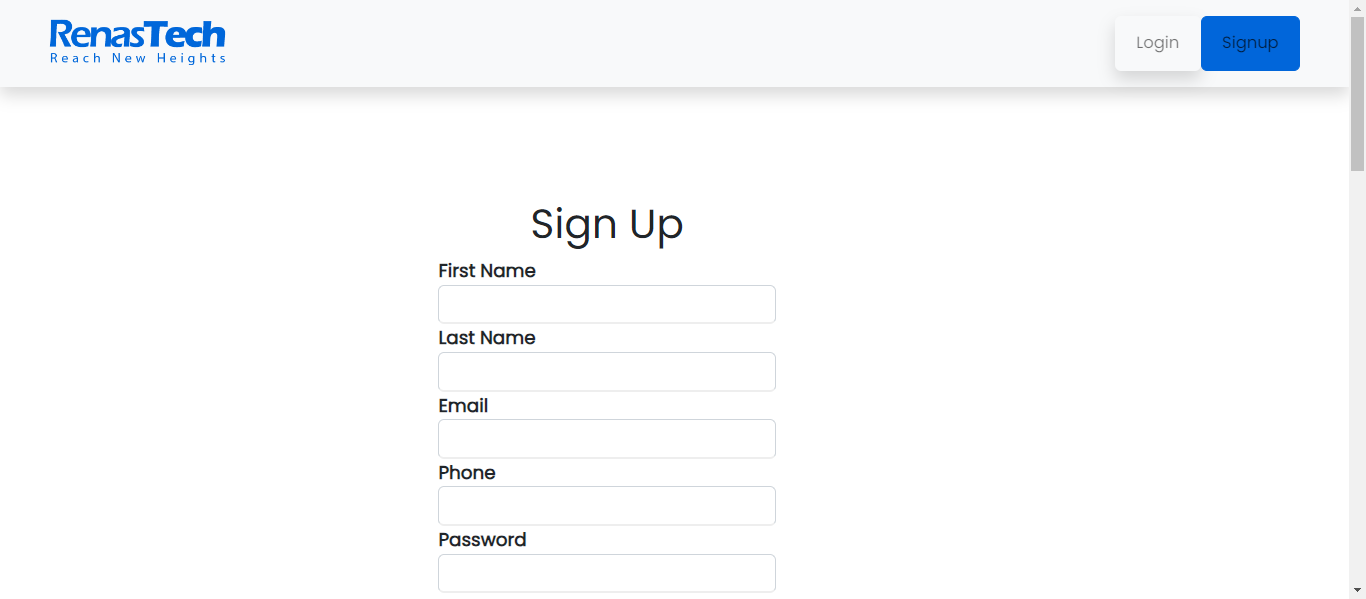 RenasTech
Reach New Heights
Login
Signup
Sign Up
First Name
Last Name
Email
Phone
Password